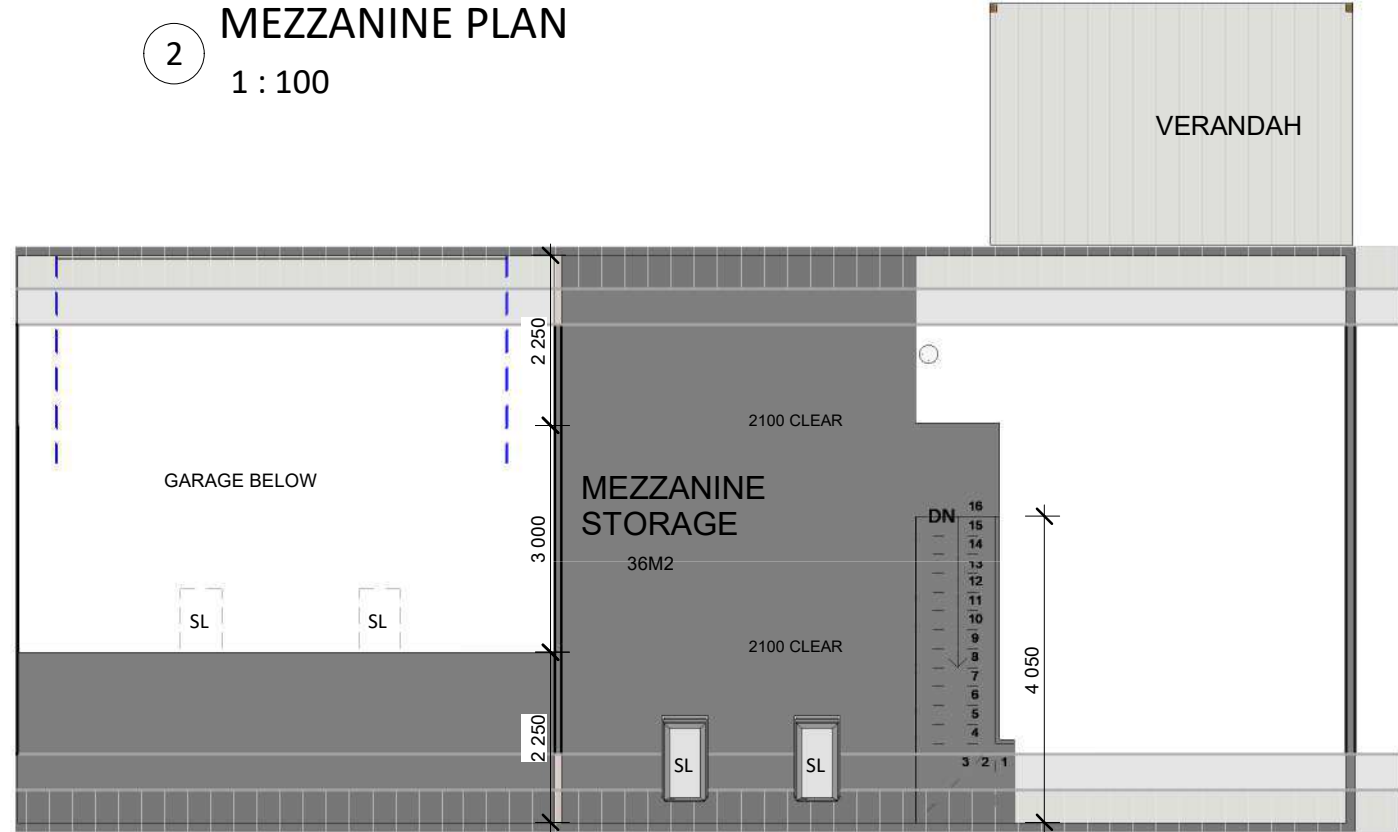 2
MEZZANINE PLAN
1 : 100
VERANDAH
2 250
2100 CLEAR
GARAGE BELOW
MEZZANINE
STORAGE
36M2
3 000
DN
16
15
14
13
12
11
10
9
8
7
6
5
4
3 2 1
4 050
SL
SL
2100 CLEAR
2 250
SL
SL